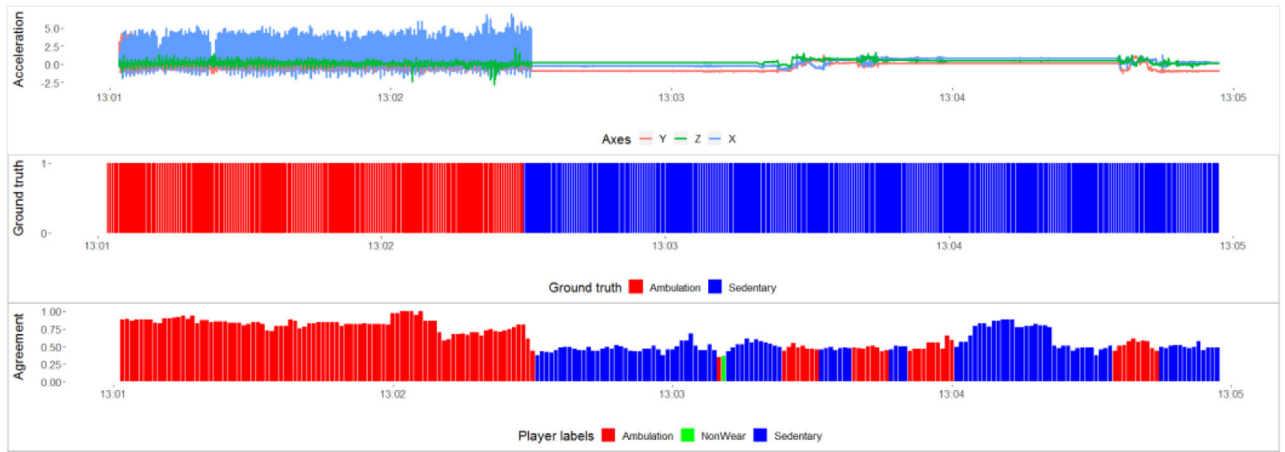 Acceleration
5.0
2.5
0.0
-2.5
13:01 13:02 13:03 13:04 13:05
Axes Y Z X
Ground truth
1
0
13:01 13:02 13:03 13:04 13:05
Ground truth Ambulation Sedentary
Agreement
1.00
0.75
0.50
0.25
0.00
13:01 13:02 13:03 13:04 13:05
Player labels Ambulation NonWear Sedentary